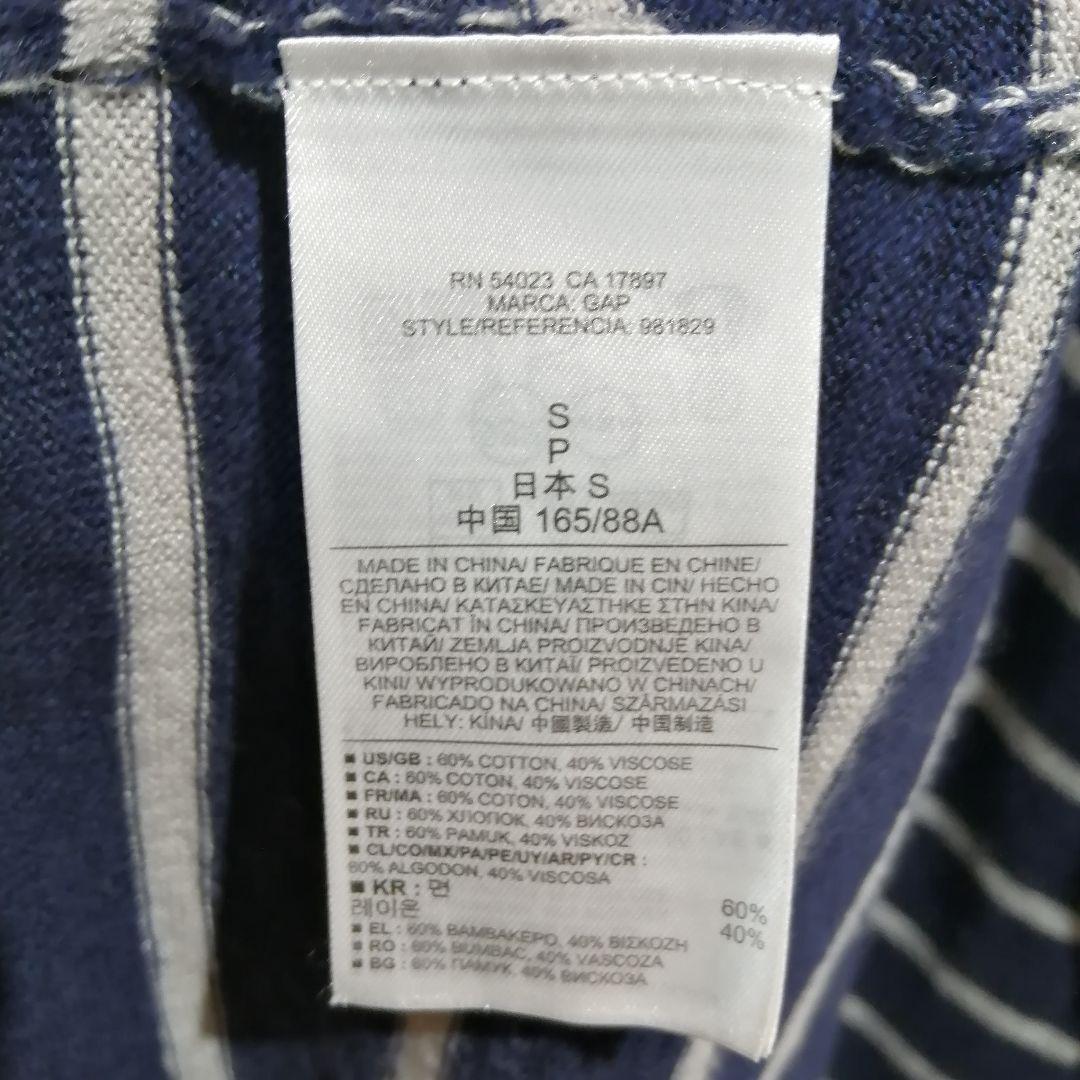 RN 54023 CA 17897
MARCA: GAP
STYLE/REFERENCIA: 981829
S
P
日本 S
中国 165/88A
MADE IN CHINA/ FABRIQUE EN CHINE/
СДЕЛАНО В КИТАЕ/ MADE IN CIN/ HECHO
EN CHINA/ ΚΑΤΑΣΚΕΥΑΣΤΗΚΕ ΣΤΗΝ ΚΙΝΑ/
FABRICAT ÎN CHINA/ ПРОИЗВЕДЕНО В
КИТАЙ/ ZEMLJA PROIZVODNJE KINA/
ВИРОБЛЕНО В КИТАЇ/ PROIZVEDENO U
KINI/ WYPRODUKOWANO W CHINACH/
FABRICADO NA CHINA/ SZÁRMAZÁSI
HELY: KÍNA/ 中國製造/ 中国制造
■ US/GB : 60% COTTON, 40% VISCOSE
■ CA : 60% COTON, 40% VISCOSE
■ FR/MA : 60% COTON, 40% VISCOSE
■ RU : 60% ХЛОПОК, 40% ВИСКОЗА
■ TR : 60% PAMUK, 40% VISKOZ
■ CL/CO/MX/PA/PE/UY/AR/PY/CR :
60% ALGODON, 40% VISCOSA
■ KR : 면 60%
레이온 40%
■ EL : 60% ΒΑΜΒΑΚΕΡΟ, 40% ΒΙΣΚΟΖΗ
■ RO : 60% BUMBAC, 40% VASCOZA
■ BG : 60% ПАМУК, 40% ВИСКОЗА